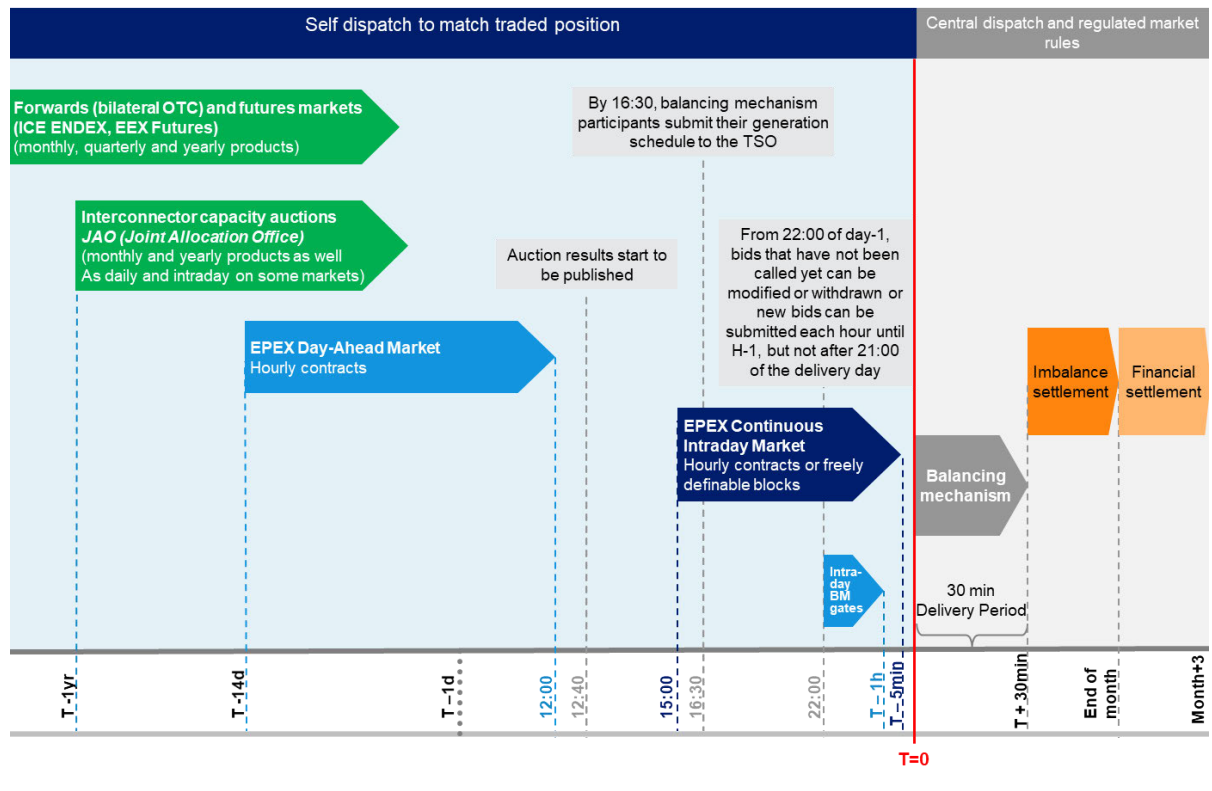 Self dispatch to match traded position
Central dispatch and regulated market
rules
Forwards (bilateral OTC) and futures markets
(ICE ENDEX, EEX Futures)
(monthly, quarterly and yearly products)
By 16:30, balancing mechanism
participants submit their generation
schedule to the TSO
Interconnector capacity auctions
JAO (Joint Allocation Office)
(monthly and yearly products as well
As daily and intraday on some markets)
Auction results start to
be published
From 22:00 of day-1,
bids that have not been
called yet can be
modified or withdrawn or
new bids can be
submitted each hour until
H-1, but not after 21:00
of the delivery day
EPEX Day-Ahead Market
Hourly contracts
Imbalance
settlement
Financial
settlement
EPEX Continuous
Intraday Market
Hourly contracts or freely
definable blocks
Balancing
mechanism
Intra-
day
BM
gates
30 min
Delivery Period
T -1yr
T -14d
T – 1d
12:00
12:40
15:00
16:30
22:00
T – 1h
T – 5min
T + 30min
End of
month
Month+3
T=0